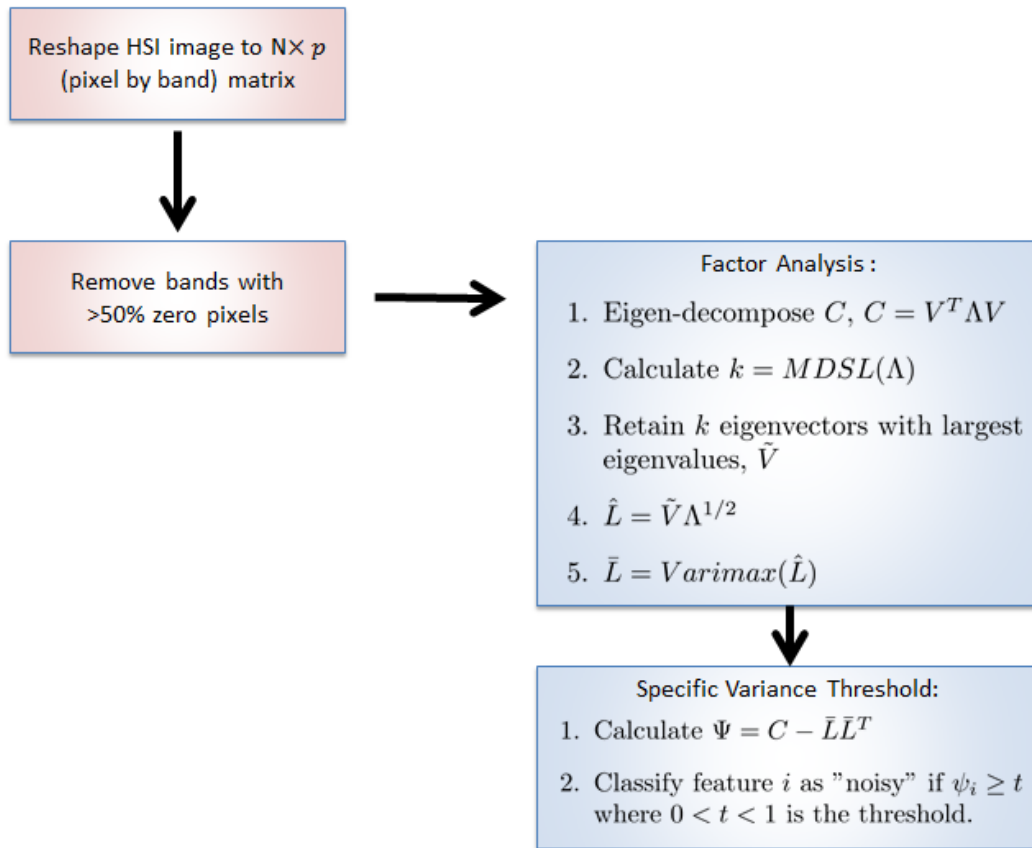 Reshape HSI image to N× p
(pixel by band) matrix
Remove bands with
>50% zero pixels
Factor Analysis :
1. Eigen-decompose C, C = VᵀΛV
2. Calculate k = MDSL(Λ)
3. Retain k eigenvectors with largest
eigenvalues, Ṽ
4. L̂ = ṼΛ^{1/2}
5. L̄ = Varimax(L̂)
Specific Variance Threshold:
1. Calculate Ψ = C − L̄L̄ᵀ
2. Classify feature i as ”noisy” if ψᵢ ≥ t
where 0 < t < 1 is the threshold.